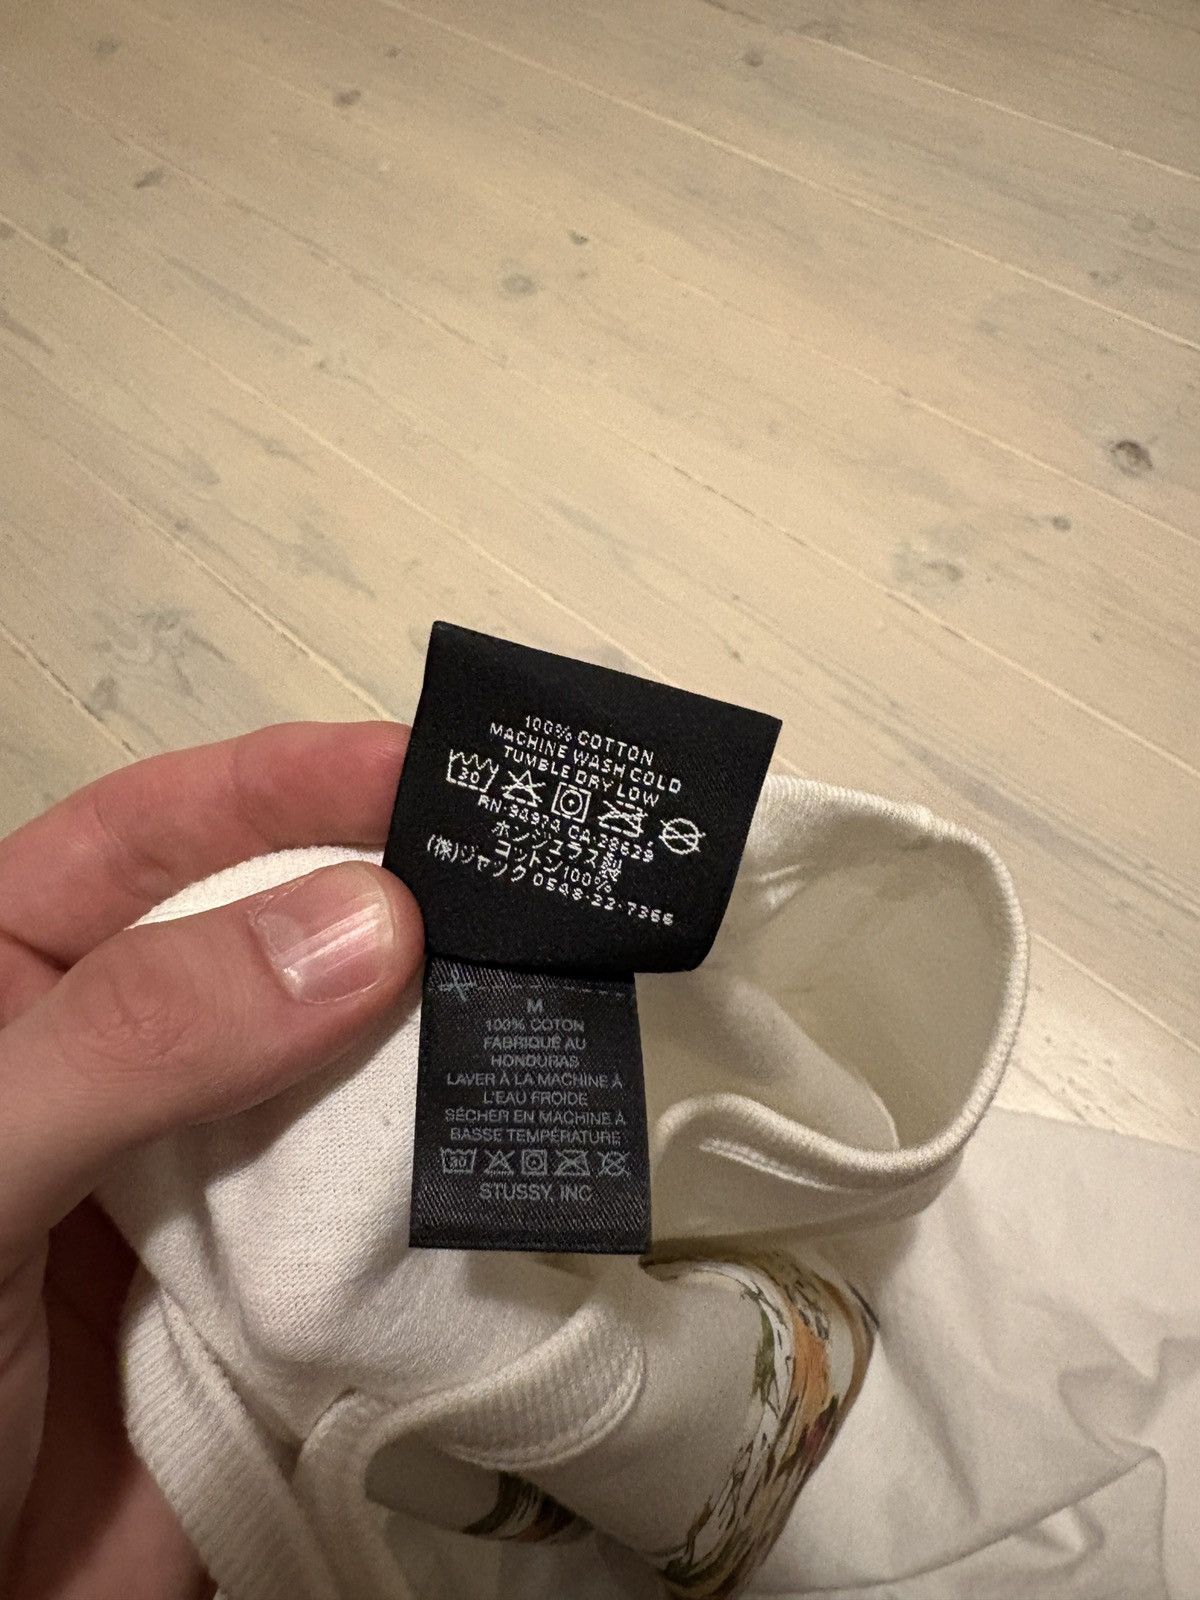 100% COTTON
MACHINE WASH COLD
TUMBLE DRY LOW
30
RN-94974 CA-28629
ホンジュラス製
コットン100%
(株)ジャック 0548-22-7366
M
100% COTON
FABRIQUÉ AU
HONDURAS
LAVER À LA MACHINE À
L'EAU FROIDE
SÉCHER EN MACHINE À
BASSE TEMPÉRATURE
30
STUSSY, INC